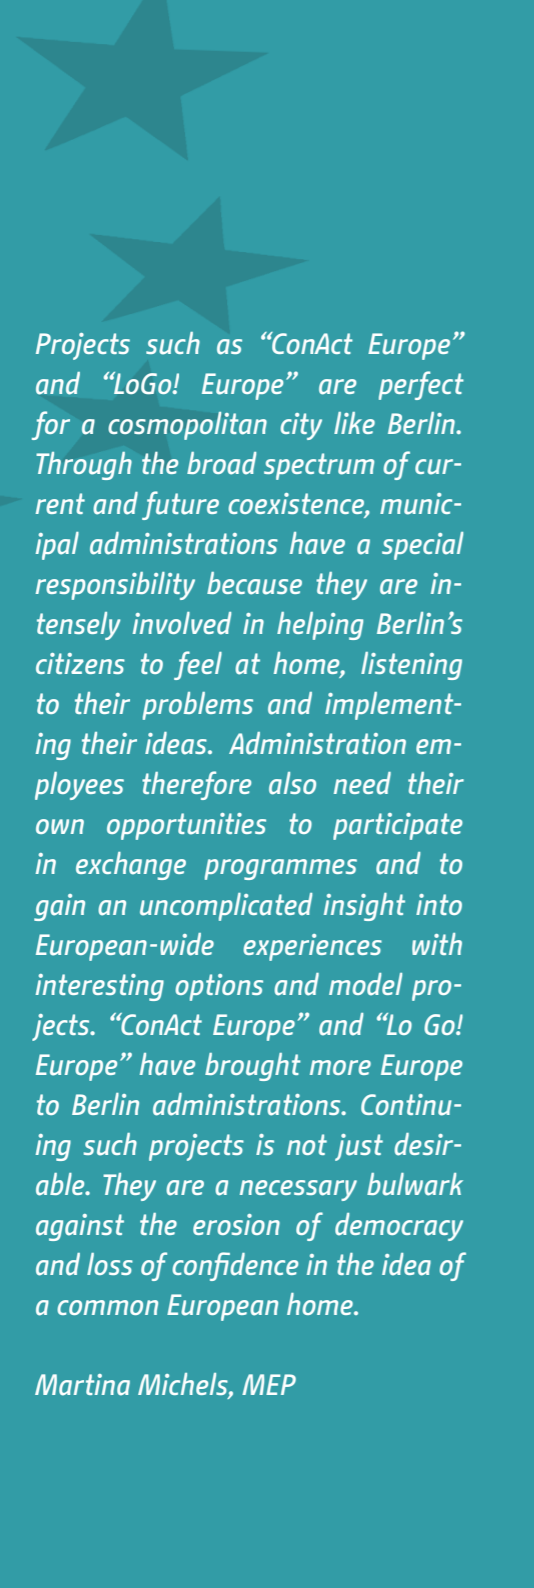 Projects such as “ConAct Europe”
and “LoGo! Europe” are perfect
for a cosmopolitan city like Berlin.
Through the broad spectrum of cur-
rent and future coexistence, munic-
ipal administrations have a special
responsibility because they are in-
tensely involved in helping Berlin’s
citizens to feel at home, listening
to their problems and implement-
ing their ideas.  Administration em-
ployees therefore also need their
own opportunities to participate
in exchange programmes and to
gain an uncomplicated insight into
European-wide experiences with
interesting options and model pro-
jects. “ConAct Europe” and “Lo Go!
Europe” have brought more Europe
to Berlin administrations. Continu-
ing such projects is not just desir-
able. They are a necessary bulwark
against the erosion of democracy
and loss of confidence in the idea of
a common European home.

Martina Michels, MEP